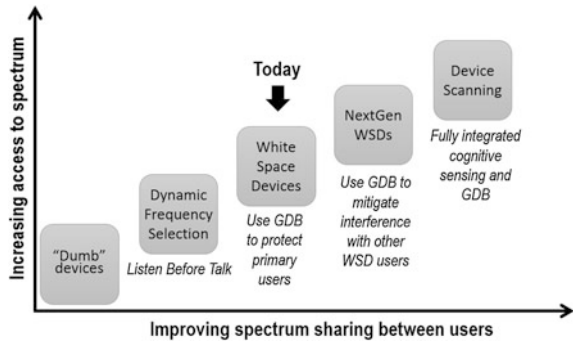 Increasing access to spectrum
Today
"Dumb"
devices
Dynamic
Frequency
Selection
Listen Before Talk
White
Space
Devices
Use GDB
to protect
primary
users
NextGen
WSDs
Use GDB to
mitigate
interference
with other
WSD users
Device
Scanning
Fully integrated
cognitive
sensing and
GDB
Improving spectrum sharing between users